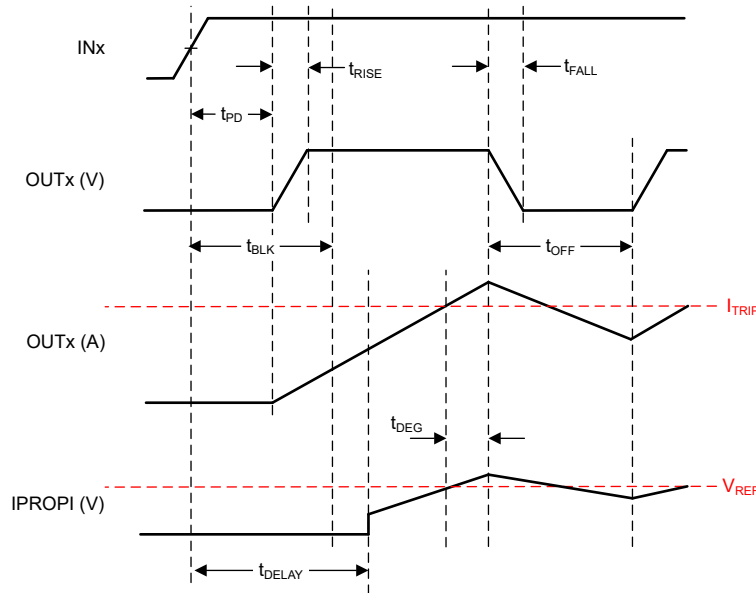 INx
tRISE
tFALL
tPD
OUTx (V)
tBLK
tOFF
ITRIP
OUTx (A)
tDEG
VREF
IPROPI (V)
tDELAY